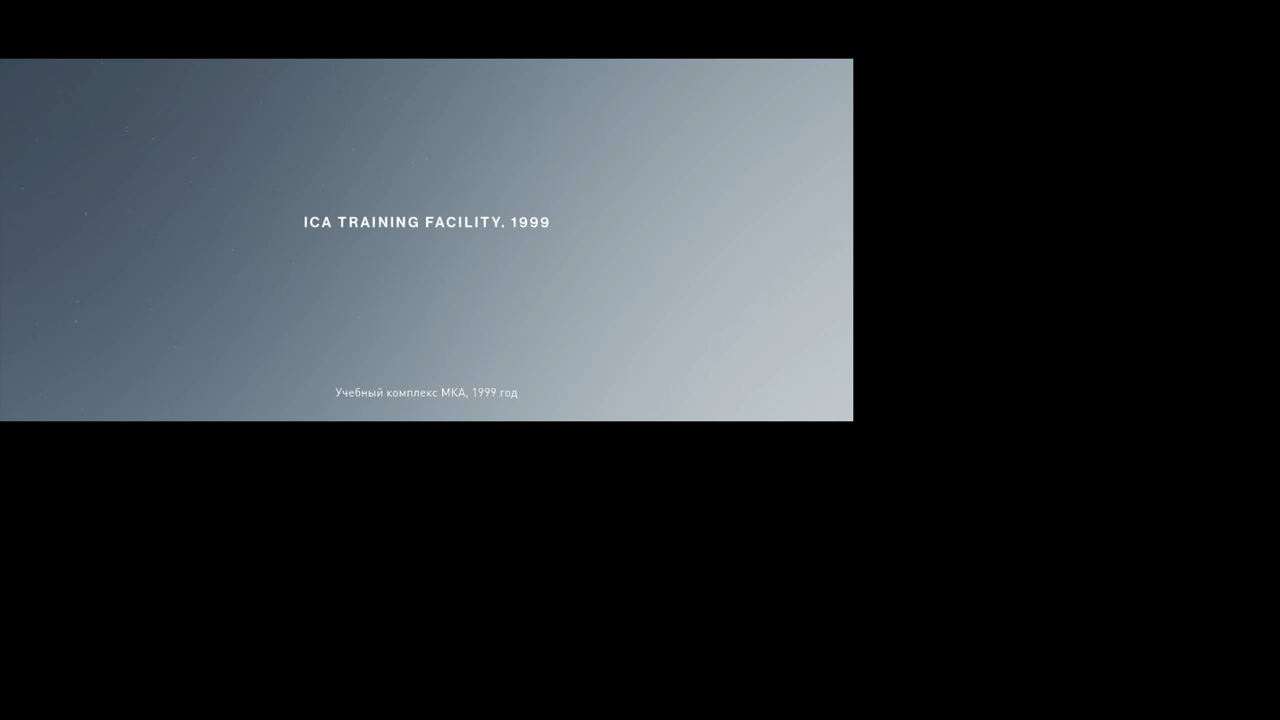 ICA TRAINING FACILITY. 1999
Учебный комплекс МКА, 1999 год